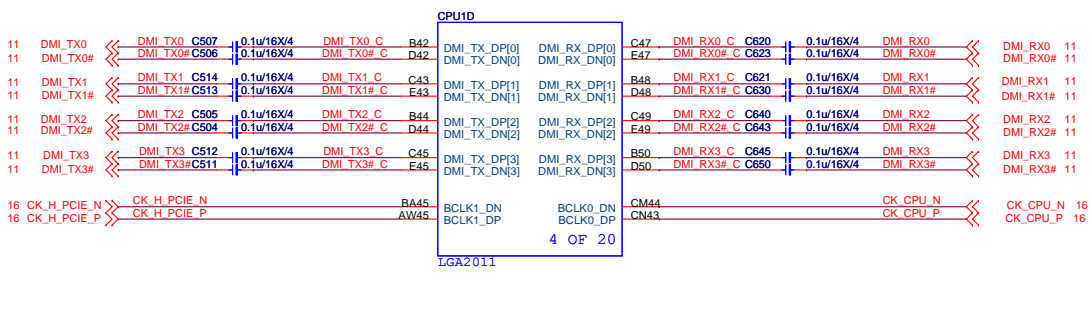 CPU1D
11 DMI_TX0 DMI_TX0 C507 0.1u/16X/4 DMI_TX0_C B42 DMI_TX_DP[0] DMI_RX_DP[0] C47 DMI_RX0_C C620 0.1u/16X/4 DMI_RX0 DMI_RX0 11
11 DMI_TX0# DMI_TX0# C506 0.1u/16X/4 DMI_TX0#_C D42 DMI_TX_DN[0] DMI_RX_DN[0] E47 DMI_RX0#_C C623 0.1u/16X/4 DMI_RX0# DMI_RX0# 11
11 DMI_TX1 DMI_TX1 C514 0.1u/16X/4 DMI_TX1_C C43 DMI_TX_DP[1] DMI_RX_DP[1] B48 DMI_RX1_C C621 0.1u/16X/4 DMI_RX1 DMI_RX1 11
11 DMI_TX1# DMI_TX1# C513 0.1u/16X/4 DMI_TX1#_C E43 DMI_TX_DN[1] DMI_RX_DN[1] D48 DMI_RX1#_C C630 0.1u/16X/4 DMI_RX1# DMI_RX1# 11
11 DMI_TX2 DMI_TX2 C505 0.1u/16X/4 DMI_TX2_C B44 DMI_TX_DP[2] DMI_RX_DP[2] C49 DMI_RX2_C C640 0.1u/16X/4 DMI_RX2 DMI_RX2 11
11 DMI_TX2# DMI_TX2# C504 0.1u/16X/4 DMI_TX2#_C D44 DMI_TX_DN[2] DMI_RX_DN[2] E49 DMI_RX2#_C C643 0.1u/16X/4 DMI_RX2# DMI_RX2# 11
11 DMI_TX3 DMI_TX3 C512 0.1u/16X/4 DMI_TX3_C C45 DMI_TX_DP[3] DMI_RX_DP[3] B50 DMI_RX3_C C645 0.1u/16X/4 DMI_RX3 DMI_RX3 11
11 DMI_TX3# DMI_TX3# C511 0.1u/16X/4 DMI_TX3#_C E45 DMI_TX_DN[3] DMI_RX_DN[3] D50 DMI_RX3#_C C650 0.1u/16X/4 DMI_RX3# DMI_RX3# 11
16 CK_H_PCIE_N CK_H_PCIE_N BA45 BCLK1_DN BCLK0_DN CM44 CK_CPU_N CK_CPU_N 16
16 CK_H_PCIE_P CK_H_PCIE_P AW45 BCLK1_DP BCLK0_DP CN43 CK_CPU_P CK_CPU_P 16
4 OF 20
LGA2011